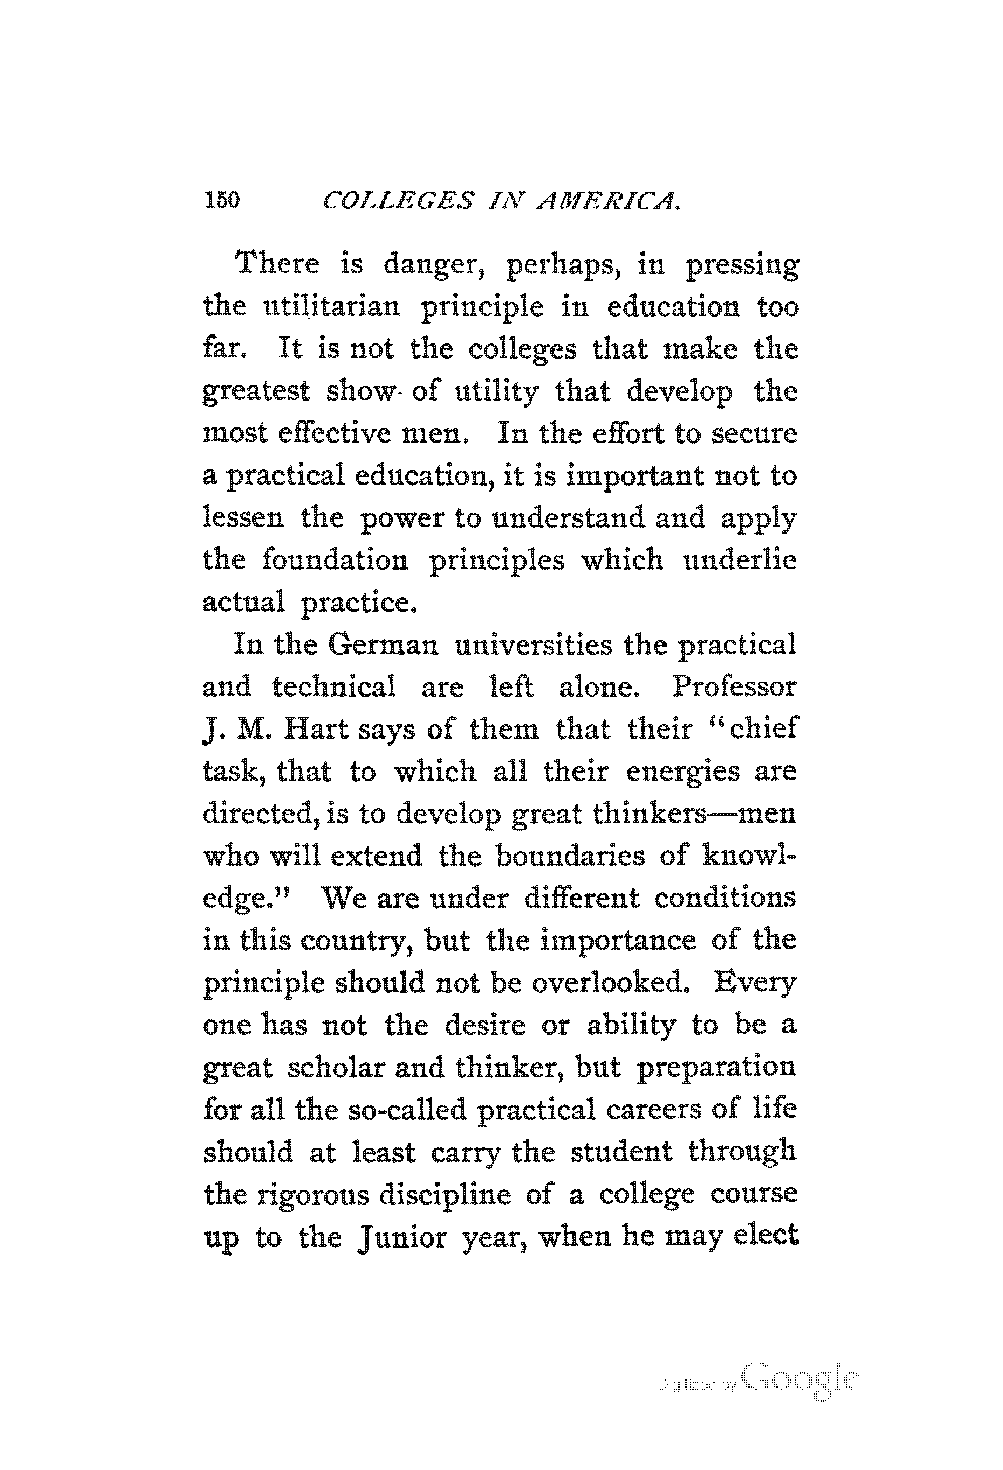 150 COLLEGES IN AMERICA.
There is danger, perhaps, in pressing
the utilitarian principle in education too
far. It is not the colleges that make the
greatest show of utility that develop the
most effective men. In the effort to secure
a practical education, it is important not to
lessen the power to understand and apply
the foundation principles which underlie
actual practice.
In the German universities the practical
and technical are left alone. Professor
J. M. Hart says of them that their “chief
task, that to which all their energies are
directed, is to develop great thinkers—men
who will extend the boundaries of knowl-
edge.” We are under different conditions
in this country, but the importance of the
principle should not be overlooked. Every
one has not the desire or ability to be a
great scholar and thinker, but preparation
for all the so-called practical careers of life
should at least carry the student through
the rigorous discipline of a college course
up to the Junior year, when he may elect
Digitized by Google